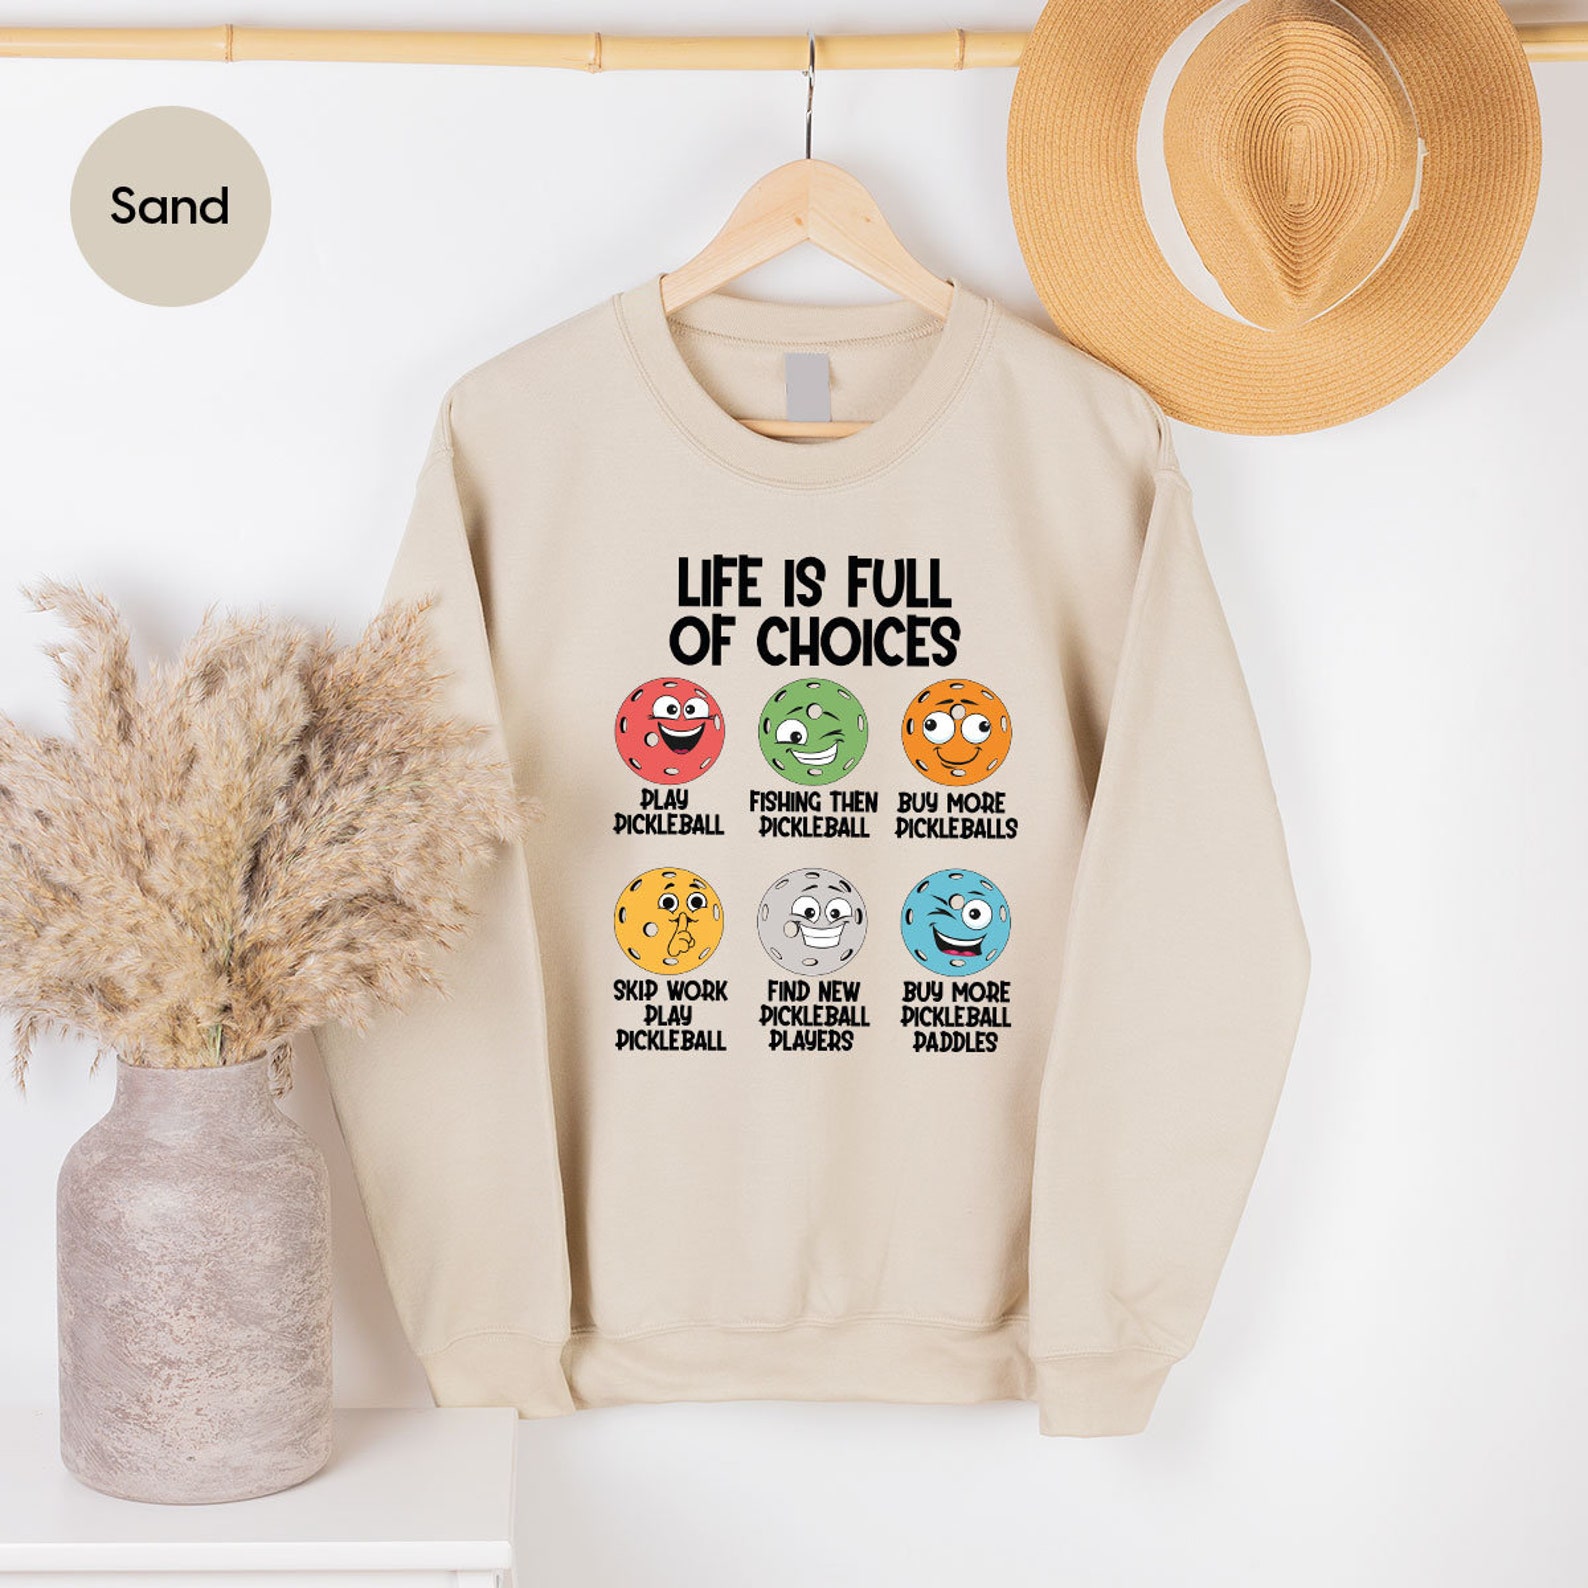 Sand
LIFE IS FULL
OF CHOICES
PLAY
PICKLEBALL
FISHING THEN
PICKLEBALL
BUY MORE
PICKLEBALLS
SKIP WORK
PLAY
PICKLEBALL
FIND NEW
PICKLEBALL
PLAYERS
BUY MORE
PICKLEBALL
PADDLES